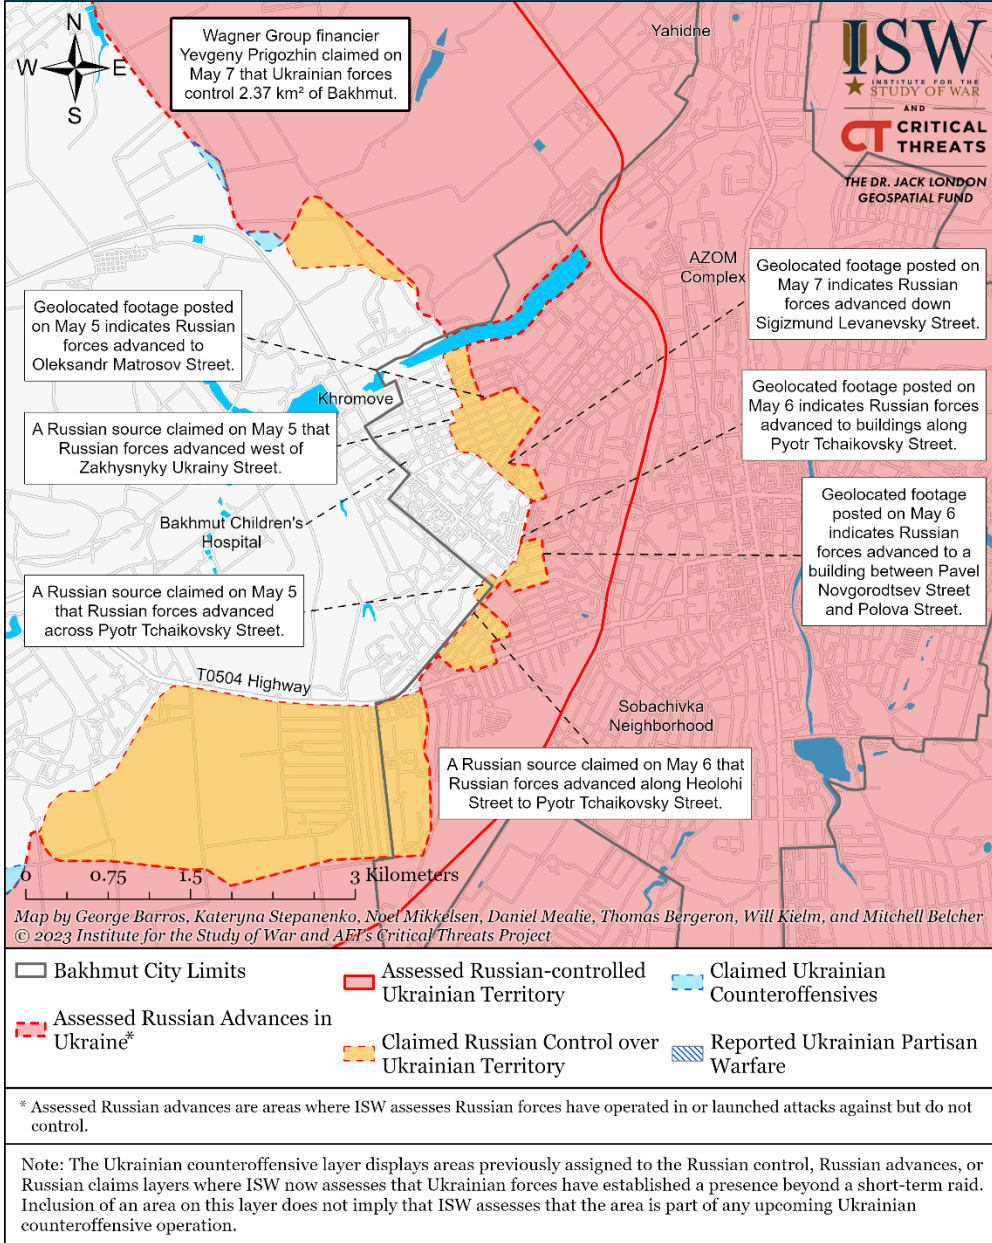 N
W E
S
Wagner Group financier
Yevgeny Prigozhin claimed on
May 7 that Ukrainian forces
control 2.37 km² of Bakhmut.
Yahidne
ISW
INSTITUTE FOR THE
STUDY OF WAR
AND
CT CRITICAL
THREATS
THE DR. JACK LONDON
GEOSPATIAL FUND
AZOM
Complex
Geolocated footage posted on
May 7 indicates Russian
forces advanced down
Sigizmund Levanevsky Street.
Geolocated footage posted
on May 5 indicates Russian
forces advanced to
Oleksandr Matrosov Street.
Khromove
Geolocated footage posted on
May 6 indicates Russian forces
advanced to buildings along
Pyotr Tchaikovsky Street.
A Russian source claimed on May 5 that
Russian forces advanced west of
Zakhysnyky Ukrainy Street.
Geolocated footage
posted on May 6
indicates Russian
forces advanced to a
building between Pavel
Novgorodtsev Street
and Polova Street.
Bakhmut Children's
Hospital
A Russian source claimed on May 5
that Russian forces advanced
across Pyotr Tchaikovsky Street.
T0504 Highway
Sobachivka
Neighborhood
A Russian source claimed on May 6 that
Russian forces advanced along Heolohi
Street to Pyotr Tchaikovsky Street.
0 0.75 1.5 3 Kilometers
Map by George Barros, Kateryna Stepanenko, Noel Mikkelsen, Daniel Mealie, Thomas Bergeron, Will Kielm, and Mitchell Belcher
© 2023 Institute for the Study of War and AEI's Critical Threats Project
Bakhmut City Limits
Assessed Russian Advances in
Ukraine*
Assessed Russian-controlled
Ukrainian Territory
Claimed Russian Control over
Ukrainian Territory
Claimed Ukrainian
Counteroffensives
Reported Ukrainian Partisan
Warfare
* Assessed Russian advances are areas where ISW assesses Russian forces have operated in or launched attacks against but do not
control.
Note: The Ukrainian counteroffensive layer displays areas previously assigned to the Russian control, Russian advances, or
Russian claims layers where ISW now assesses that Ukrainian forces have established a presence beyond a short-term raid.
Inclusion of an area on this layer does not imply that ISW assesses that the area is part of any upcoming Ukrainian
counteroffensive operation.